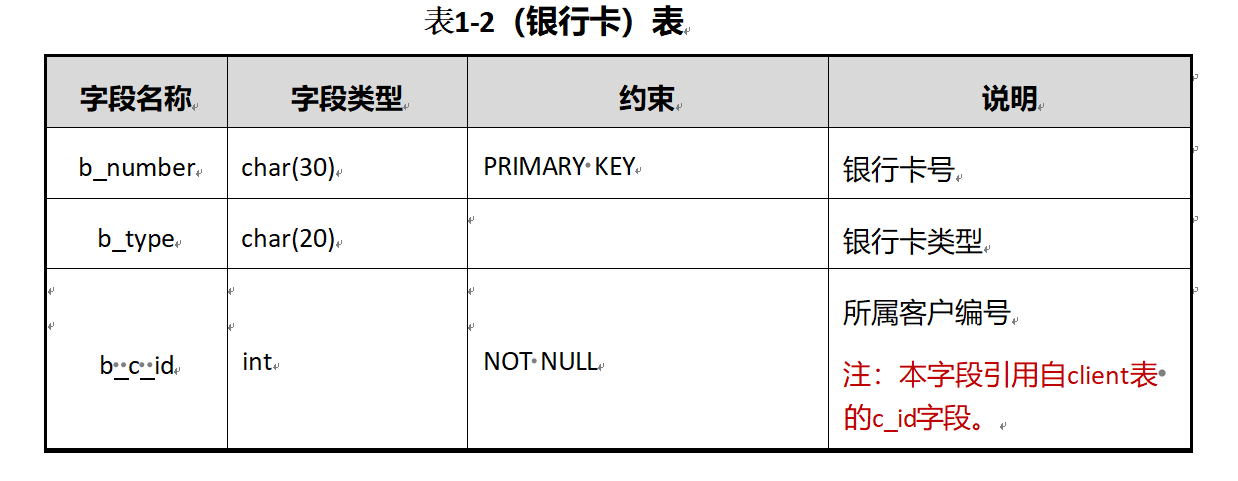 表1-2（银行卡）表
字段名称 字段类型 约束 说明
b_number char(30) PRIMARY KEY 银行卡号
b_type char(20) 银行卡类型
b_c_id int NOT NULL 所属客户编号
注：本字段引用自client表
的c_id字段。